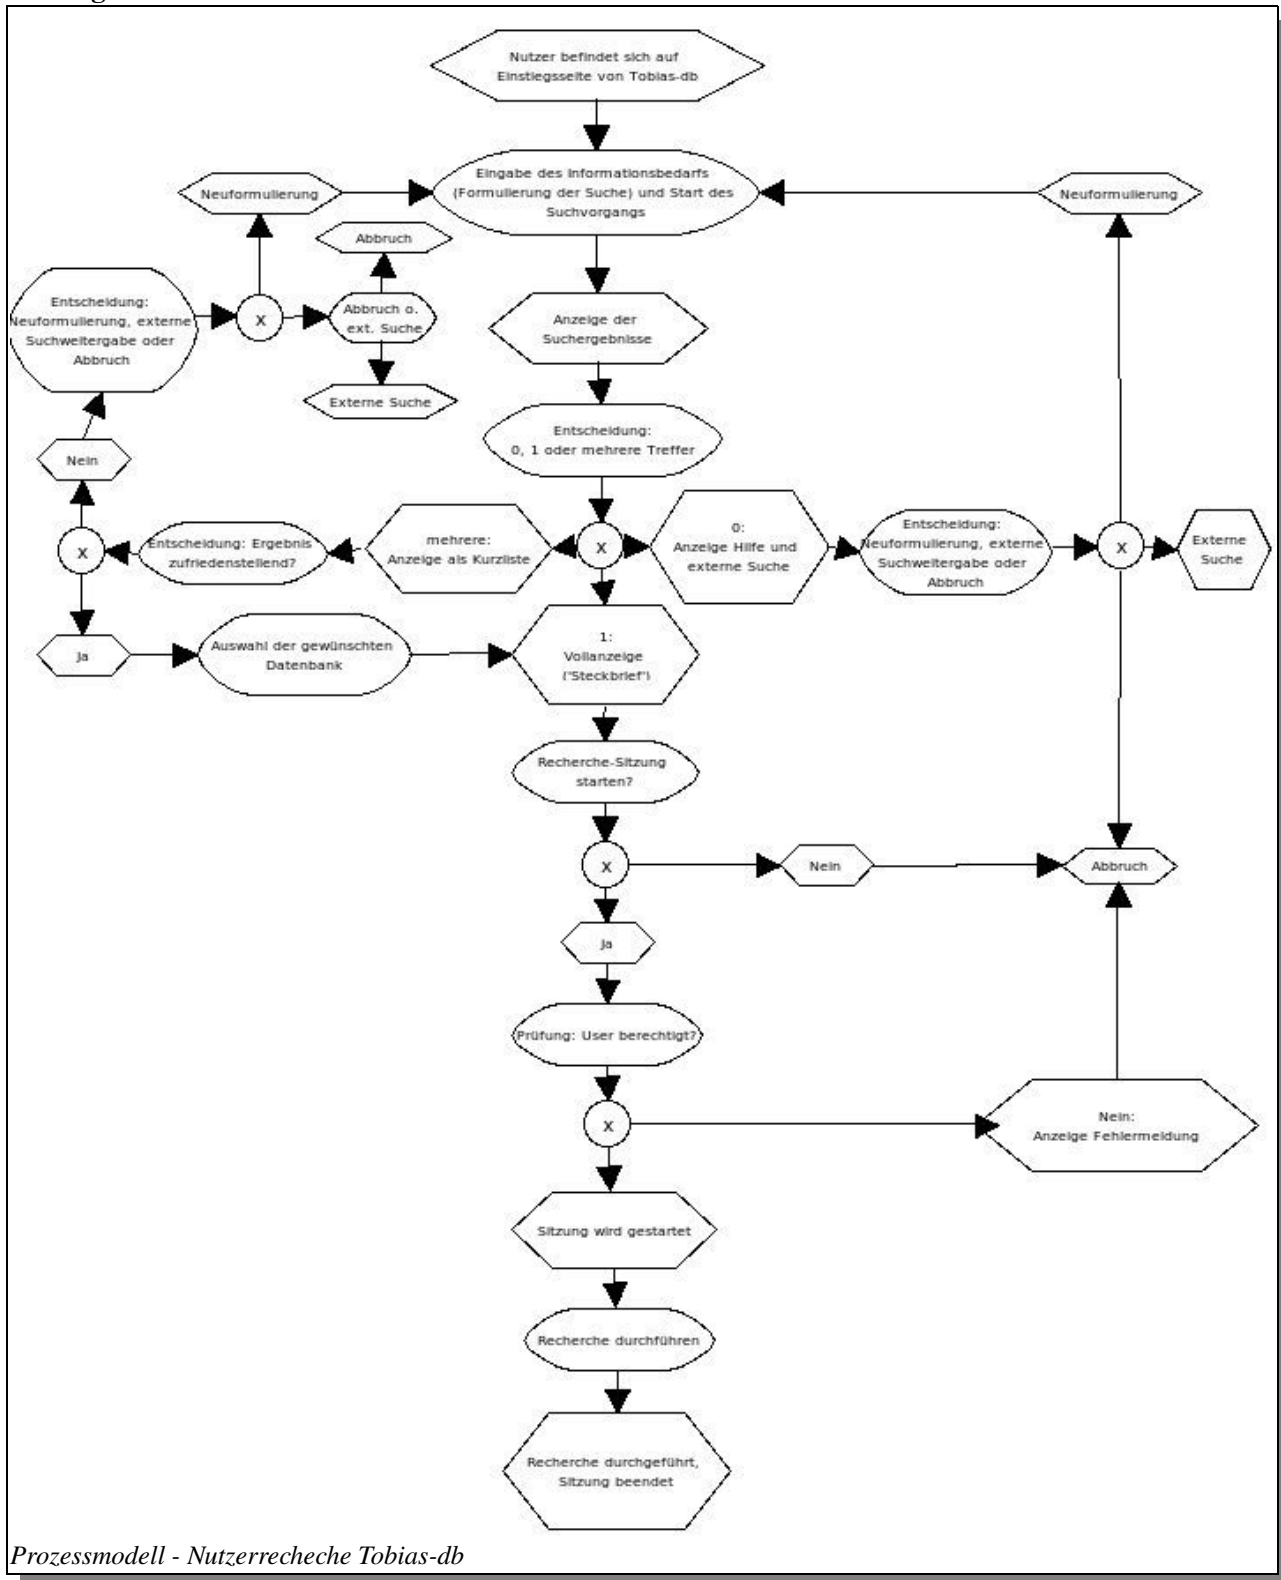 Nutzer befindet sich auf
Einstiegsseite von Tobias-db
Eingabe des Informationsbedarfs
(Formulierung der Suche) und Start des
Suchvorgangs
Neuformulierung
Neuformulierung
Abbruch
Entscheidung:
Neuformulierung, externe
Suchweitergabe oder
Abbruch
x
Abbruch o.
ext. Suche
Externe Suche
Anzeige der
Suchergebnisse
Entscheidung:
0, 1 oder mehrere Treffer
Nein
x
Entscheidung: Ergebnis
zufriedenstellend?
mehrere:
Anzeige als Kurzliste
x
0:
Anzeige Hilfe und
externe Suche
Entscheidung:
Neuformulierung, externe
Suchweitergabe oder
Abbruch
x
Externe
Suche
Ja
Auswahl der gewünschten
Datenbank
1:
Vollanzeige
("Steckbrief")
Recherche-Sitzung
starten?
x
Nein
Abbruch
Ja
Prüfung: User berechtigt?
x
Nein:
Anzeige Fehlermeldung
Sitzung wird gestartet
Recherche durchführen
Recherche durchgeführt,
Sitzung beendet
Prozessmodell - Nutzerrecheche Tobias-db